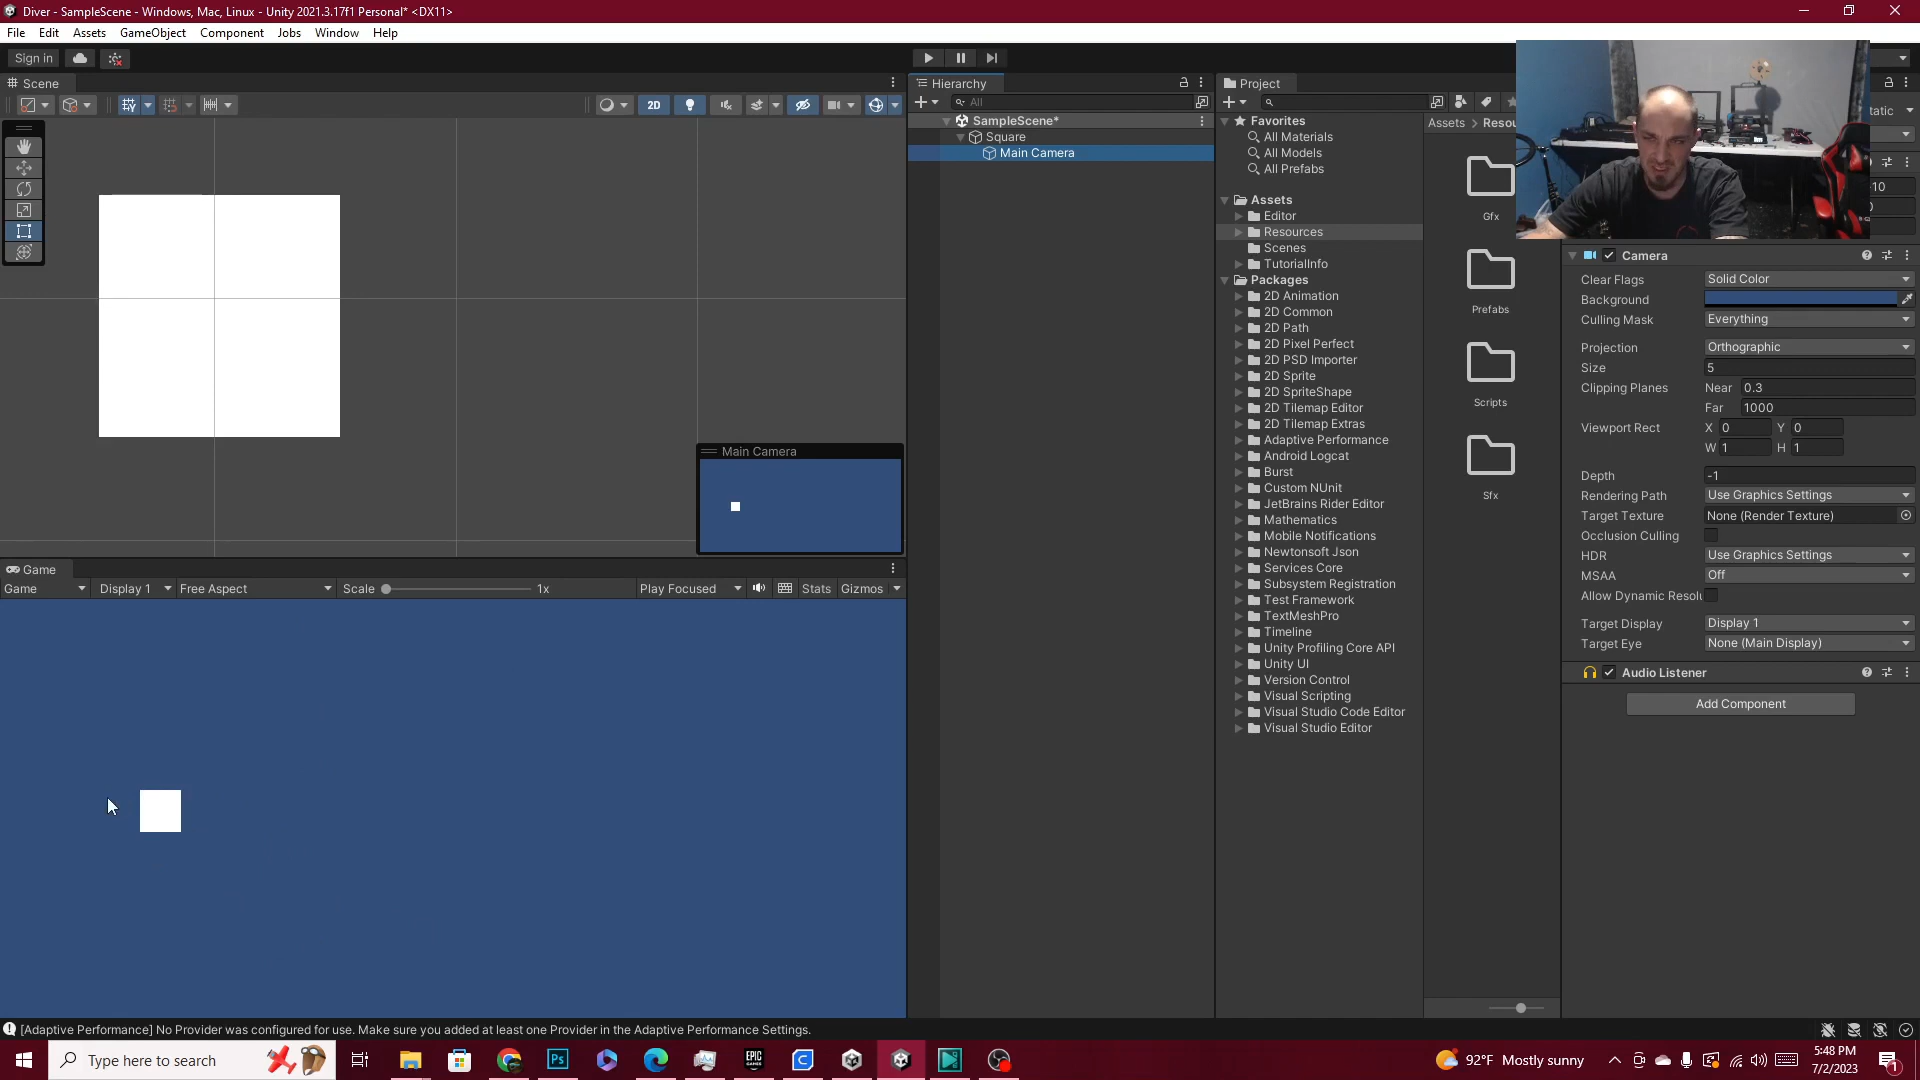 Diver - SampleScene - Windows, Mac, Linux - Unity 2021.3.17f1 Personal* <DX11>
File Edit Assets GameObject Component Jobs Window Help
Sign in
Scene
2D
Main Camera
Game
Game Display 1 Free Aspect Scale 1x Play Focused Stats Gizmos
Hierarchy
All
SampleScene*
Square
Main Camera
Project
Favorites
All Materials
All Models
All Prefabs
Assets
Editor
Resources
Scenes
TutorialInfo
Packages
2D Animation
2D Common
2D Path
2D Pixel Perfect
2D PSD Importer
2D Sprite
2D SpriteShape
2D Tilemap Editor
2D Tilemap Extras
Adaptive Performance
Android Logcat
Burst
Custom NUnit
JetBrains Rider Editor
Mathematics
Mobile Notifications
Newtonsoft Json
Services Core
Subsystem Registration
Test Framework
TextMeshPro
Timeline
Unity Profiling Core API
Unity UI
Version Control
Visual Scripting
Visual Studio Code Editor
Visual Studio Editor
Assets > Resou
Gfx
Prefabs
Scripts
Sfx
tatic
10
0
Camera
Clear Flags Solid Color
Background
Culling Mask Everything
Projection Orthographic
Size 5
Clipping Planes Near 0.3
Far 1000
Viewport Rect X 0 Y 0
W 1 H 1
Depth -1
Rendering Path Use Graphics Settings
Target Texture None (Render Texture)
Occlusion Culling
HDR Use Graphics Settings
MSAA Off
Allow Dynamic Resolu
Target Display Display 1
Target Eye None (Main Display)
Audio Listener
Add Component
[Adaptive Performance] No Provider was configured for use. Make sure you added at least one Provider in the Adaptive Performance Settings.
Type here to search
Ps
EPIC GAMES
92°F Mostly sunny
5:48 PM
7/2/2023
1